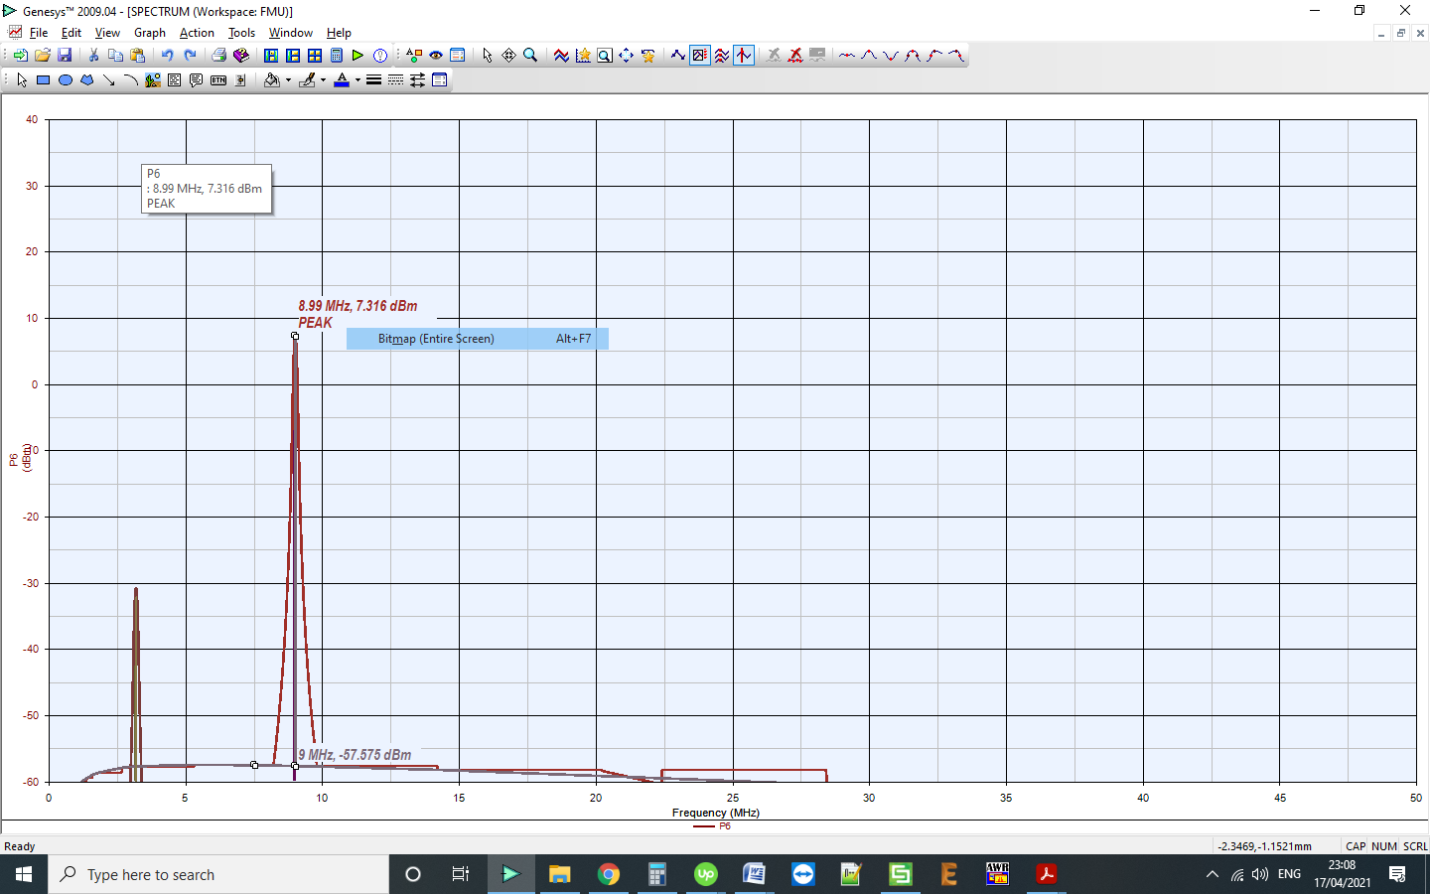 Genesys™ 2009.04 - [SPECTRUM (Workspace: FMU)]
File Edit View Graph Action Tools Window Help
BTN
40
30
20
10
0
-20
-30
-40
-50
-60
P6
(dBm)
P6
: 8.99 MHz, 7.316 dBm
PEAK
8.99 MHz, 7.316 dBm
PEAK
Bitmap (Entire Screen) Alt+F7
9 MHz, -57.575 dBm
0 5 10 15 20 25 30 35 40 45 50
Frequency (MHz)
P6
Ready -2.3469,-1.1521mm CAP NUM SCRL
Type here to search
Up
W
AWR
ENG
23:08
17/04/2021